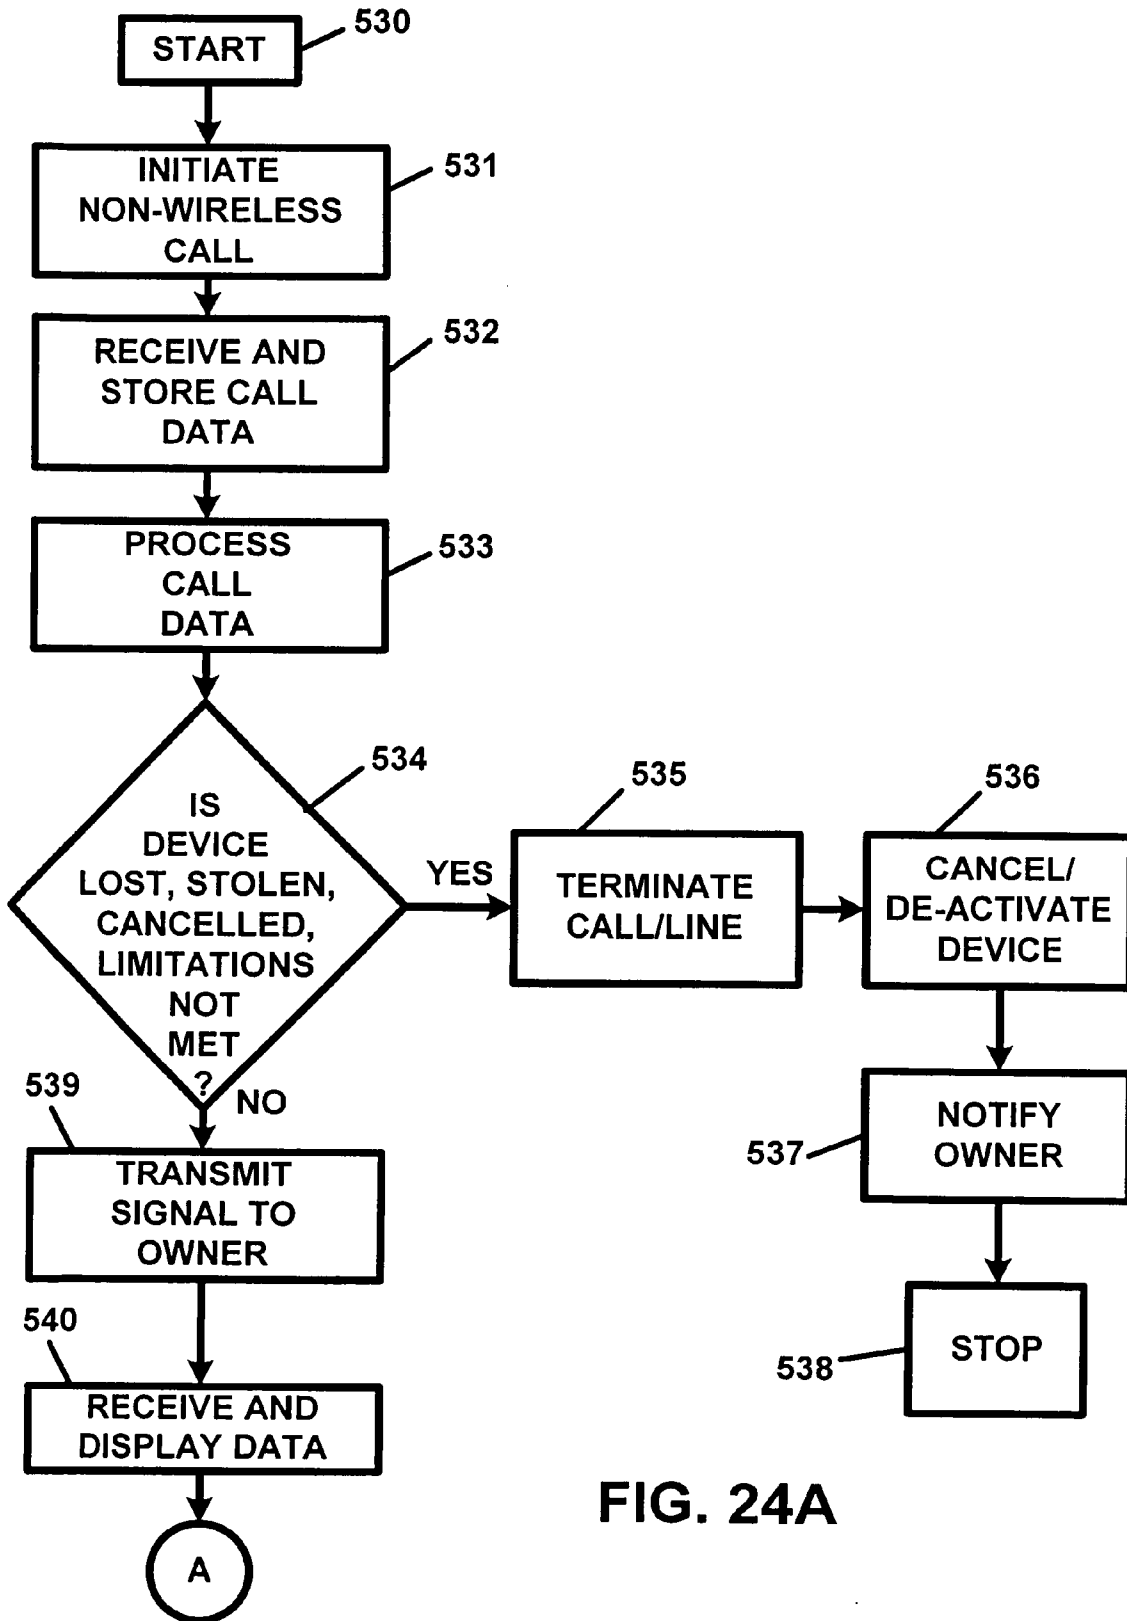 START
530
INITIATE
NON-WIRELESS
CALL
531
RECEIVE AND
STORE CALL
DATA
532
PROCESS
CALL
DATA
533
IS
DEVICE
LOST, STOLEN,
CANCELLED,
LIMITATIONS
NOT
MET
?
534
YES
TERMINATE
CALL/LINE
535
CANCEL/
DE-ACTIVATE
DEVICE
536
NOTIFY
OWNER
537
STOP
538
NO
539
TRANSMIT
SIGNAL TO
OWNER
540
RECEIVE AND
DISPLAY DATA
A
FIG. 24A